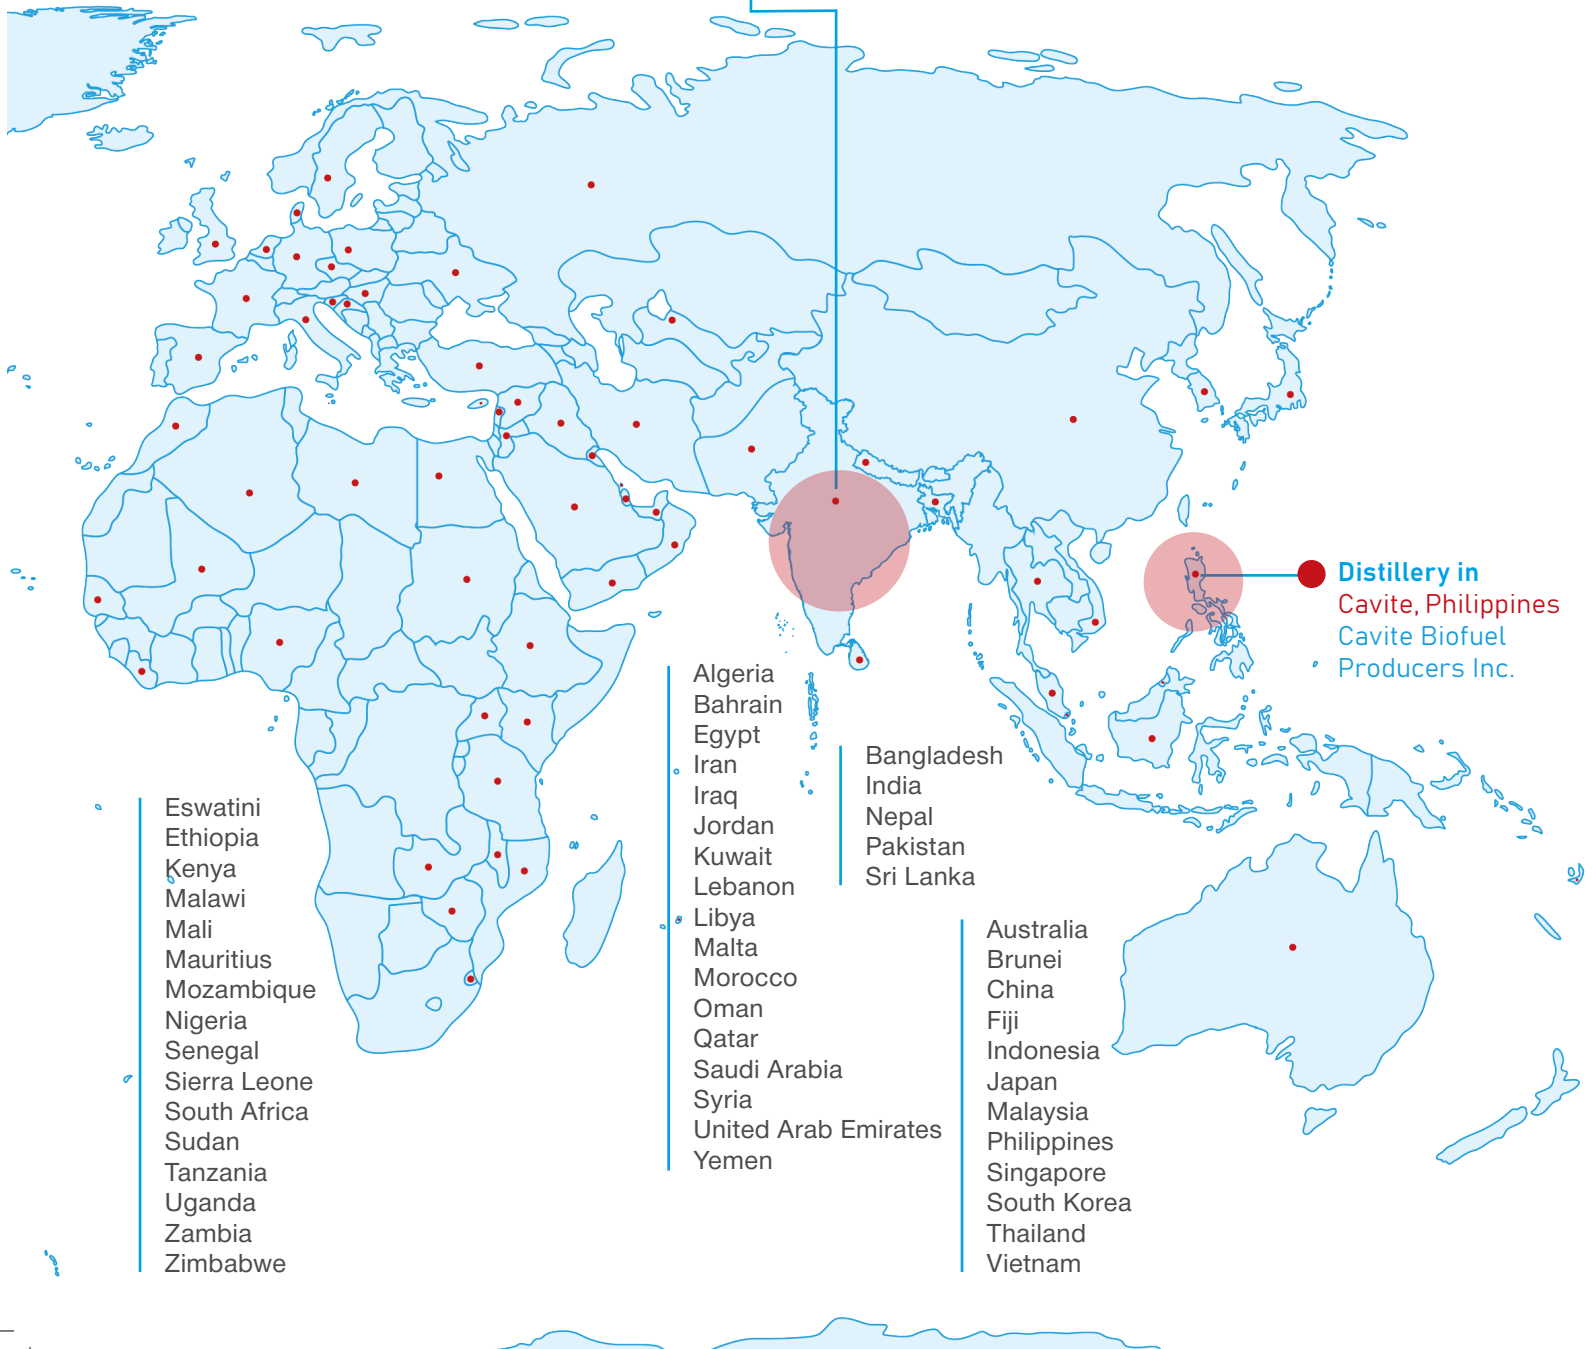 Distillery in
Cavite, Philippines
Cavite Biofuel
Producers Inc.
Eswatini
Ethiopia
Kenya
Malawi
Mali
Mauritius
Mozambique
Nigeria
Senegal
Sierra Leone
South Africa
Sudan
Tanzania
Uganda
Zambia
Zimbabwe
Algeria
Bahrain
Egypt
Iran
Iraq
Jordan
Kuwait
Lebanon
Libya
Malta
Morocco
Oman
Qatar
Saudi Arabia
Syria
United Arab Emirates
Yemen
Bangladesh
India
Nepal
Pakistan
Sri Lanka
Australia
Brunei
China
Fiji
Indonesia
Japan
Malaysia
Philippines
Singapore
South Korea
Thailand
Vietnam